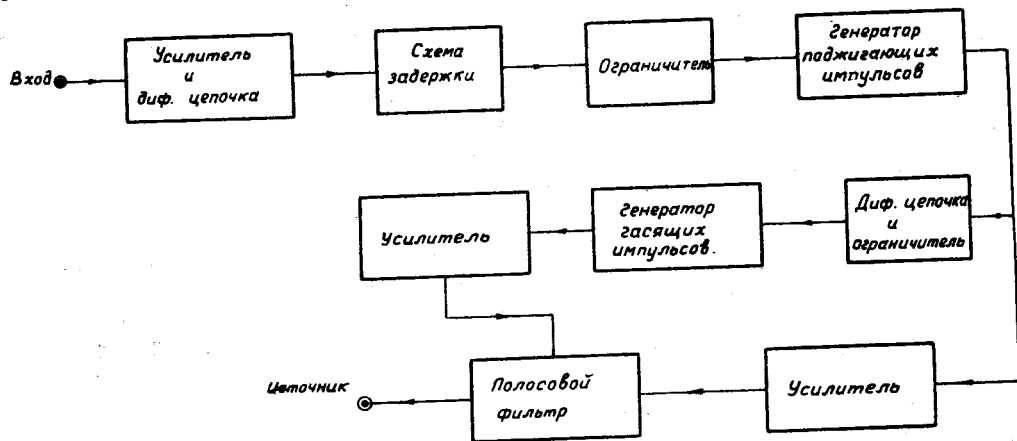 Вход
Усилитель
и
диф. цепочка
Схема
задержки
Ограничитель
Генератор
поджигающих
импульсов
Усилитель
Генератор
гасящих
импульсов.
Диф. цепочка
и
ограничитель
Источник
Полосовой
фильтр
Усилитель